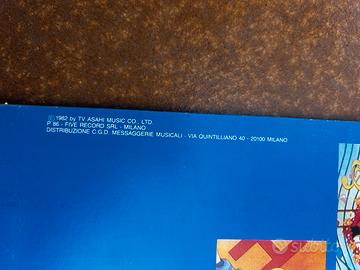 © 1982 by TV ASAHI MUSIC CO., LTD
P 86 - FIVE RECORD SRL - MILANO
DISTRIBUZIONE C.G.D. MESSAGGERIE MUSICALI - VIA QUINTILLIANO 40 - 20100 MILANO
subito